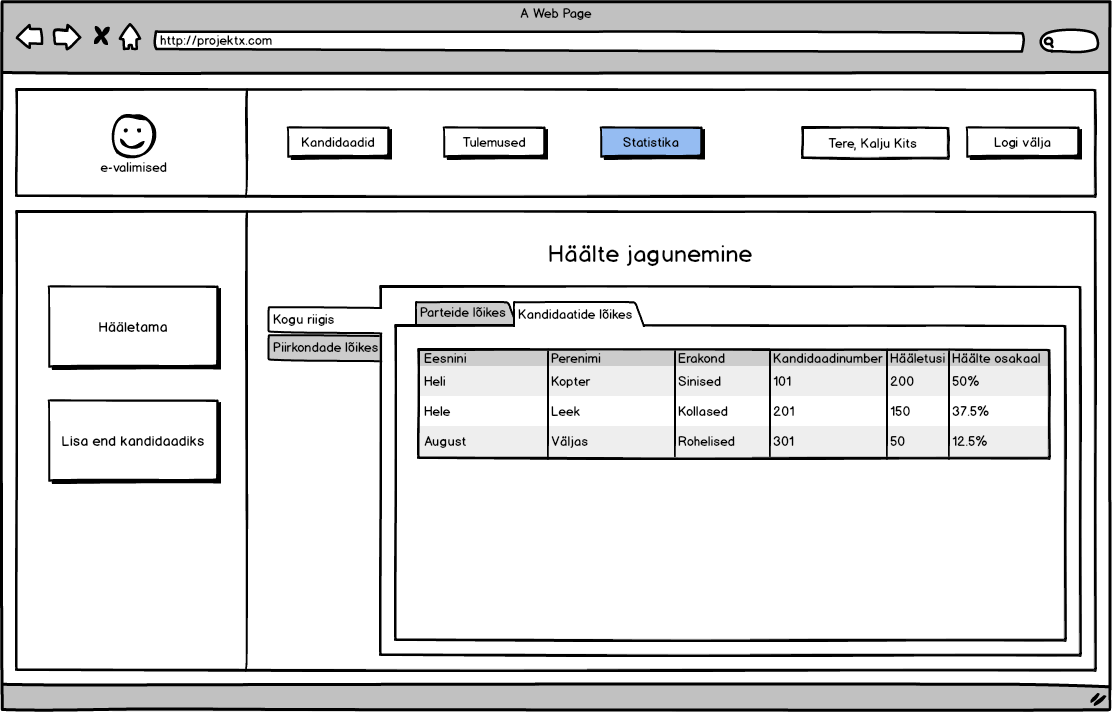 A Web Page
http://projektx.com
e-valimised
Kandidaadid
Tulemused
Statistika
Tere, Kalju Kits
Logi välja
Hääletama
Lisa end kandidaadiks
Häälte jagunemine
Kogu riigis
Piirkondade lõikes
Parteide lõikes
Kandidaatide lõikes
Eesnini Perenimi Erakond Kandidaadinumber Hääletusi Häälte osakaal
Heli Kopter Sinised 101 200 50%
Hele Leek Kollased 201 150 37.5%
August Väljas Rohelised 301 50 12.5%